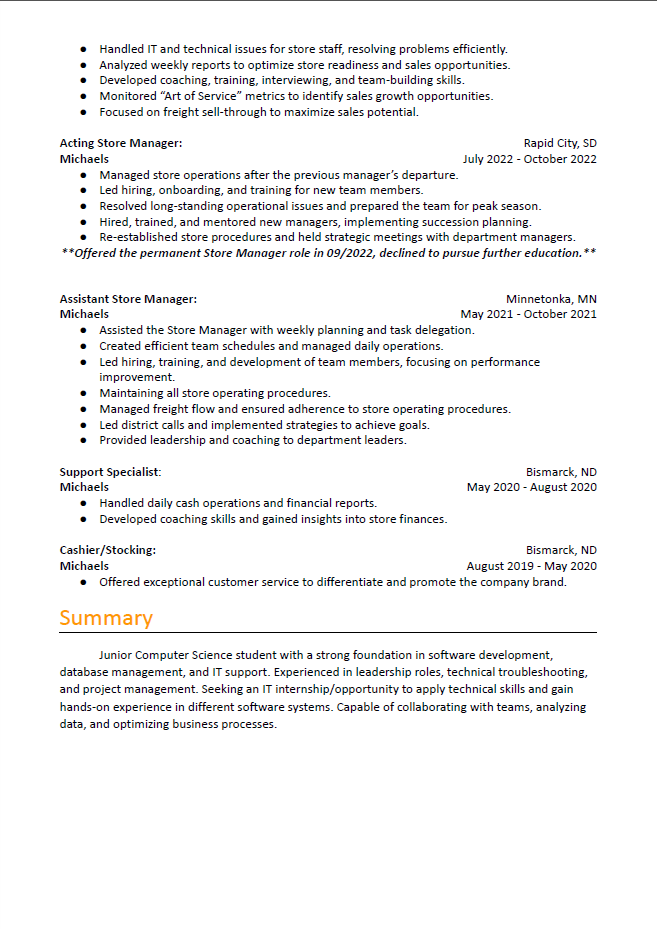 ● Handled IT and technical issues for store staff, resolving problems efficiently.
● Analyzed weekly reports to optimize store readiness and sales opportunities.
● Developed coaching, training, interviewing, and team-building skills.
● Monitored “Art of Service” metrics to identify sales growth opportunities.
● Focused on freight sell-through to maximize sales potential.
Acting Store Manager: Rapid City, SD
Michaels July 2022 - October 2022
● Managed store operations after the previous manager’s departure.
● Led hiring, onboarding, and training for new team members.
● Resolved long-standing operational issues and prepared the team for peak season.
● Hired, trained, and mentored new managers, implementing succession planning.
● Re-established store procedures and held strategic meetings with department managers.
**Offered the permanent Store Manager role in 09/2022, declined to pursue further education.**
Assistant Store Manager: Minnetonka, MN
Michaels May 2021 - October 2021
● Assisted the Store Manager with weekly planning and task delegation.
● Created efficient team schedules and managed daily operations.
● Led hiring, training, and development of team members, focusing on performance
improvement.
● Maintaining all store operating procedures.
● Managed freight flow and ensured adherence to store operating procedures.
● Led district calls and implemented strategies to achieve goals.
● Provided leadership and coaching to department leaders.
Support Specialist: Bismarck, ND
Michaels May 2020 - August 2020
● Handled daily cash operations and financial reports.
● Developed coaching skills and gained insights into store finances.
Cashier/Stocking: Bismarck, ND
Michaels August 2019 - May 2020
● Offered exceptional customer service to differentiate and promote the company brand.
Summary
Junior Computer Science student with a strong foundation in software development,
database management, and IT support. Experienced in leadership roles, technical troubleshooting,
and project management. Seeking an IT internship/opportunity to apply technical skills and gain
hands-on experience in different software systems. Capable of collaborating with teams, analyzing
data, and optimizing business processes.